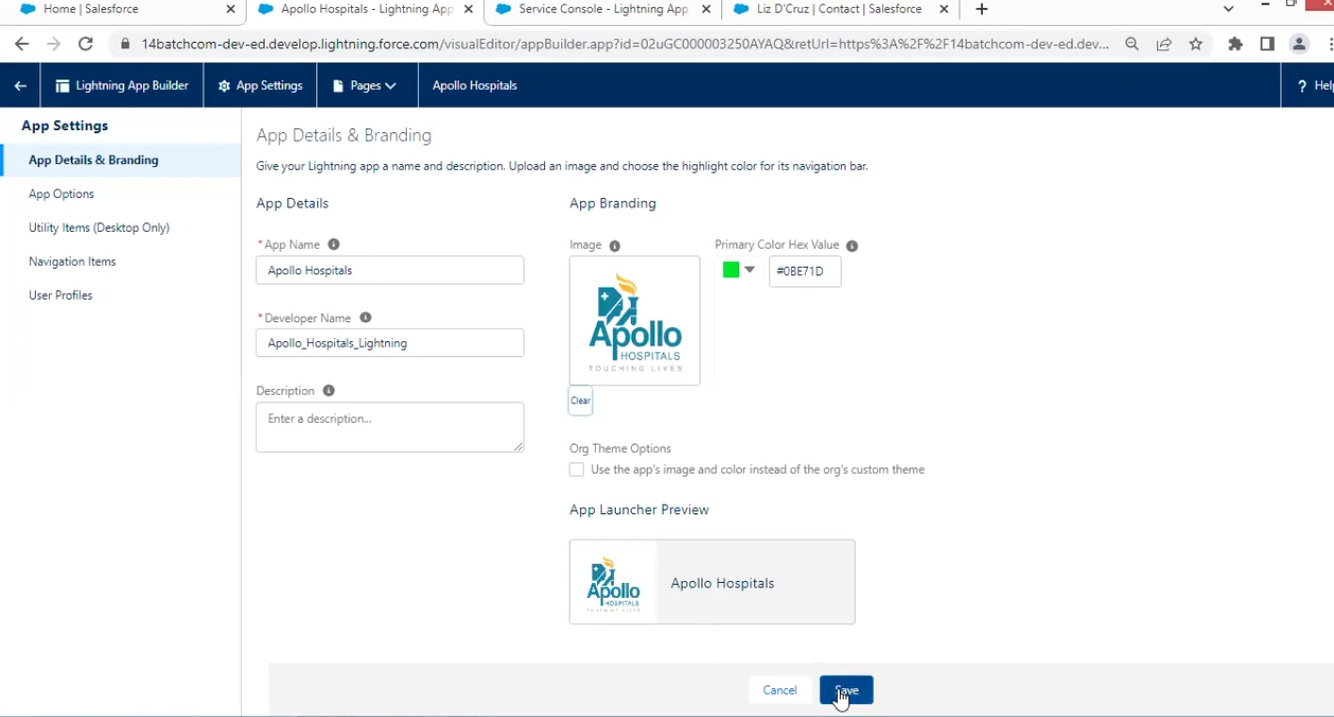 Home | Salesforce
Apollo Hospitals - Lightning App
Service Console - Lightning App
Liz D'Cruz | Contact | Salesforce
14batchcom-dev-ed.develop.lightning.force.com/visualEditor/appBuilder.app?id=02uGC000003250AYAQ&retUrl=https%3A%2F%2F14batchcom-dev-ed.dev...
Lightning App Builder
App Settings
Pages
Apollo Hospitals
? Help
App Settings
App Details & Branding
App Options
Utility Items (Desktop Only)
Navigation Items
User Profiles
App Details & Branding
Give your Lightning app a name and description. Upload an image and choose the highlight color for its navigation bar.
App Details
*App Name
Apollo Hospitals
*Developer Name
Apollo_Hospitals_Lightning
Description
Enter a description...
App Branding
Image
Apollo
HOSPITALS
TOUCHING LIVES
Clear
Primary Color Hex Value
#0BE71D
Org Theme Options
Use the app's image and color instead of the org's custom theme
App Launcher Preview
Apollo
HOSPITALS
TOUCHING LIVES
Apollo Hospitals
Cancel
Save